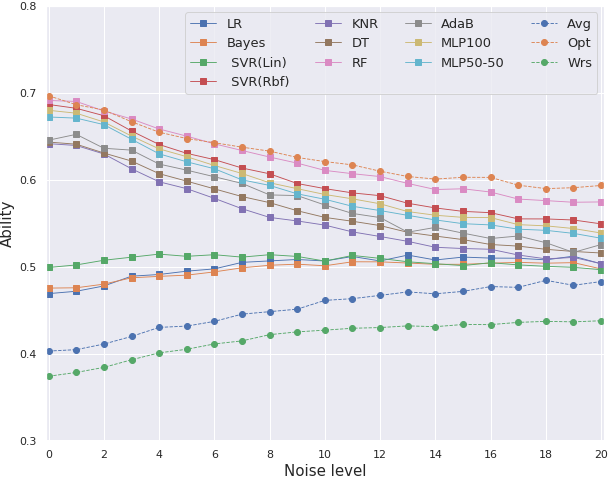 0.8
0.7
0.6
0.5
0.4
0.3
Ability
LR KNR AdaB Avg
Bayes DT MLP100 Opt
SVR(Lin) RF MLP50-50 Wrs
SVR(Rbf)
0 2 4 6 8 10 12 14 16 18 20
Noise level